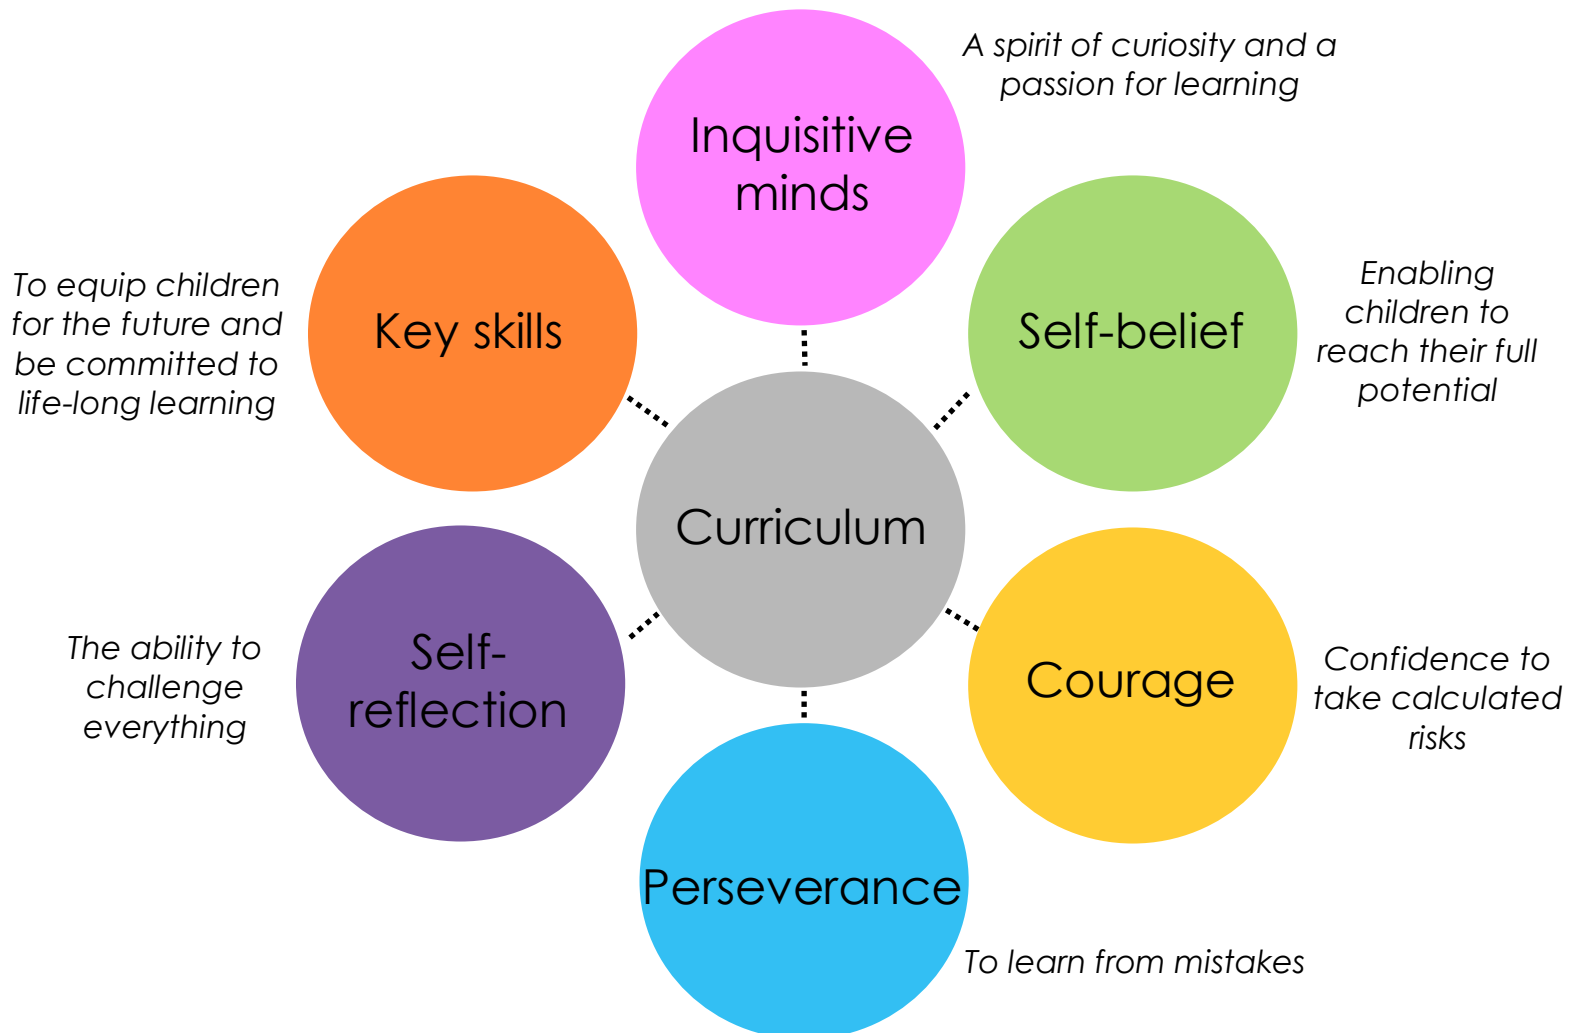 A spirit of curiosity and a
passion for learning
Inquisitive
minds
To equip children
for the future and
be committed to
life-long learning
Key skills
Self-belief
Enabling
children to
reach their full
potential
Curriculum
The ability to
challenge
everything
Self-
reflection
Courage
Confidence to
take calculated
risks
Perseverance
To learn from mistakes